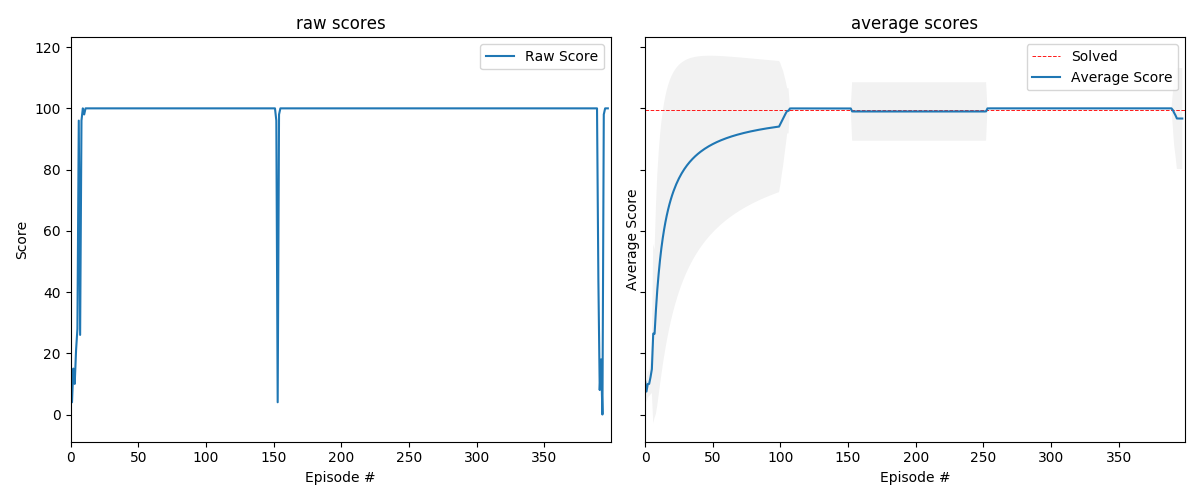 raw scores
120
100
80
60
40
20
0
Score
Raw Score
0 50 100 150 200 250 300 350
Episode #
average scores
Average Score
Solved
Average Score
0 50 100 150 200 250 300 350
Episode #